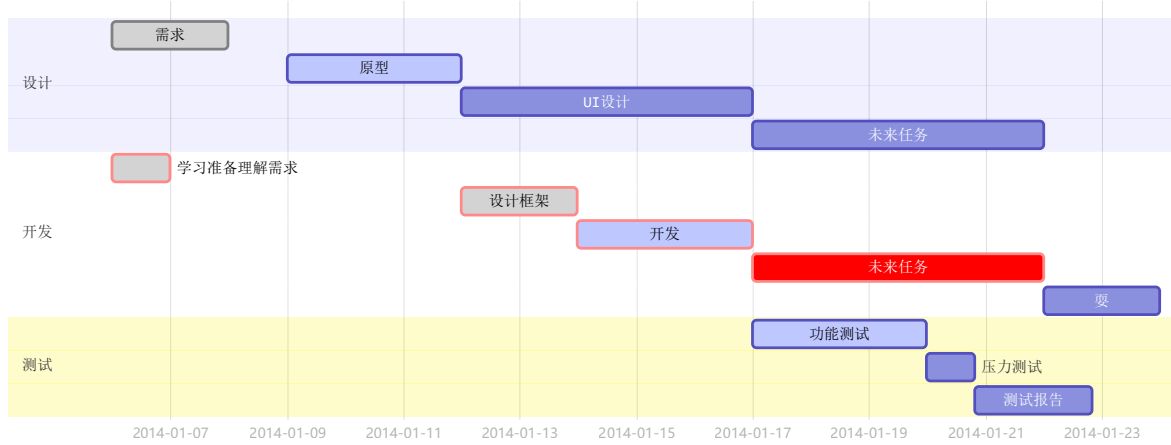 需求
原型
设计
UI设计
未来任务
学习准备理解需求
设计框架
开发
开发
未来任务
耍
功能测试
测试
压力测试
测试报告
2014-01-07 2014-01-09 2014-01-11 2014-01-13 2014-01-15 2014-01-17 2014-01-19 2014-01-21 2014-01-23